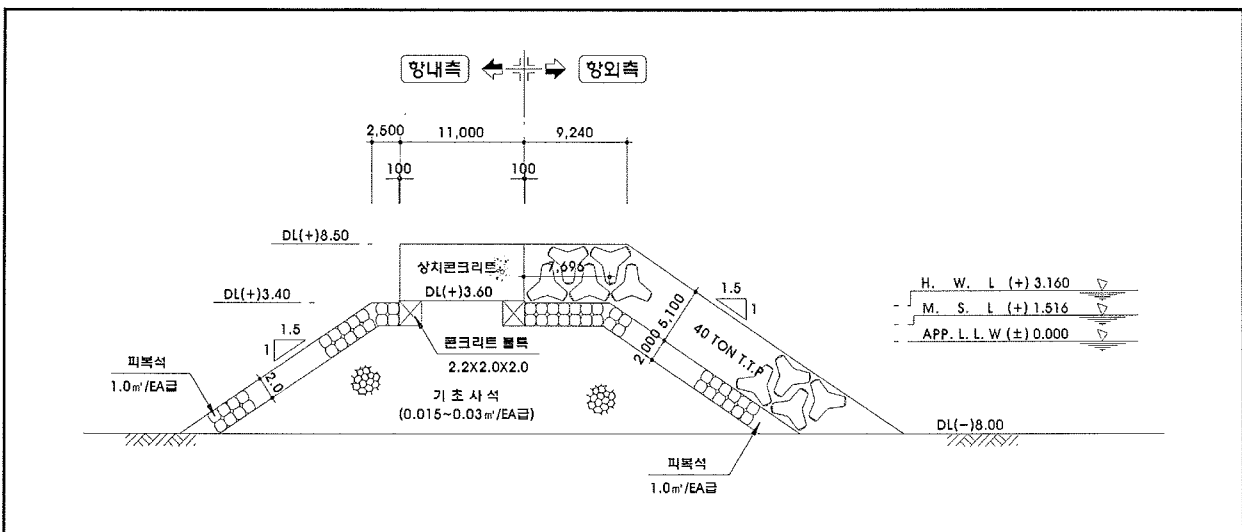 항내측 항외측
2,500 11,000 9,240
100 100
DL(+)8.50
상치콘크리트 7,696
DL(+)3.40 DL(+)3.60
1.5
1
1.5
1
H. W. L (+) 3.160
M. S. L (+) 1.516
APP. L. L. W (±) 0.000
5,100
2,000
40 TON T.T.P
콘크리트 블록
2.2X2.0X2.0
피복석
1.0㎥/EA급
2.0
기초사석
(0.015~0.03㎥/EA급)
DL(-)8.00
피복석
1.0㎥/EA급